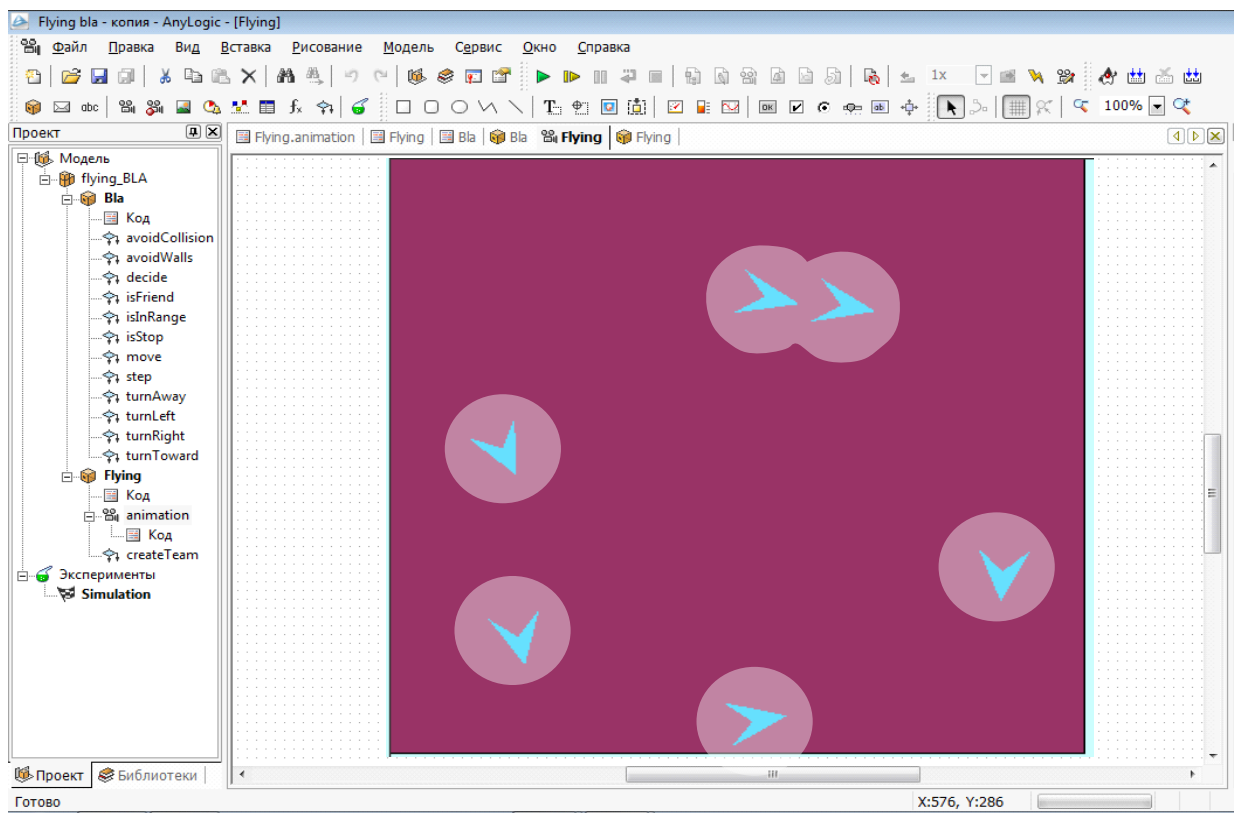 Flying bla - копия - AnyLogic - [Flying]
Файл Правка Вид Вставка Рисование Модель Сервис Окно Справка
1x
abc ab 100%
OK
Проект
Flying.animation Flying Bla Bla Flying Flying
Модель
flying_BLA
Bla
Код
avoidCollision
avoidWalls
decide
isFriend
isInRange
isStop
move
step
turnAway
turnLeft
turnRight
turnToward
Flying
Код
animation
Код
createTeam
Эксперименты
Simulation
Проект Библиотеки
Готово X:576, Y:286